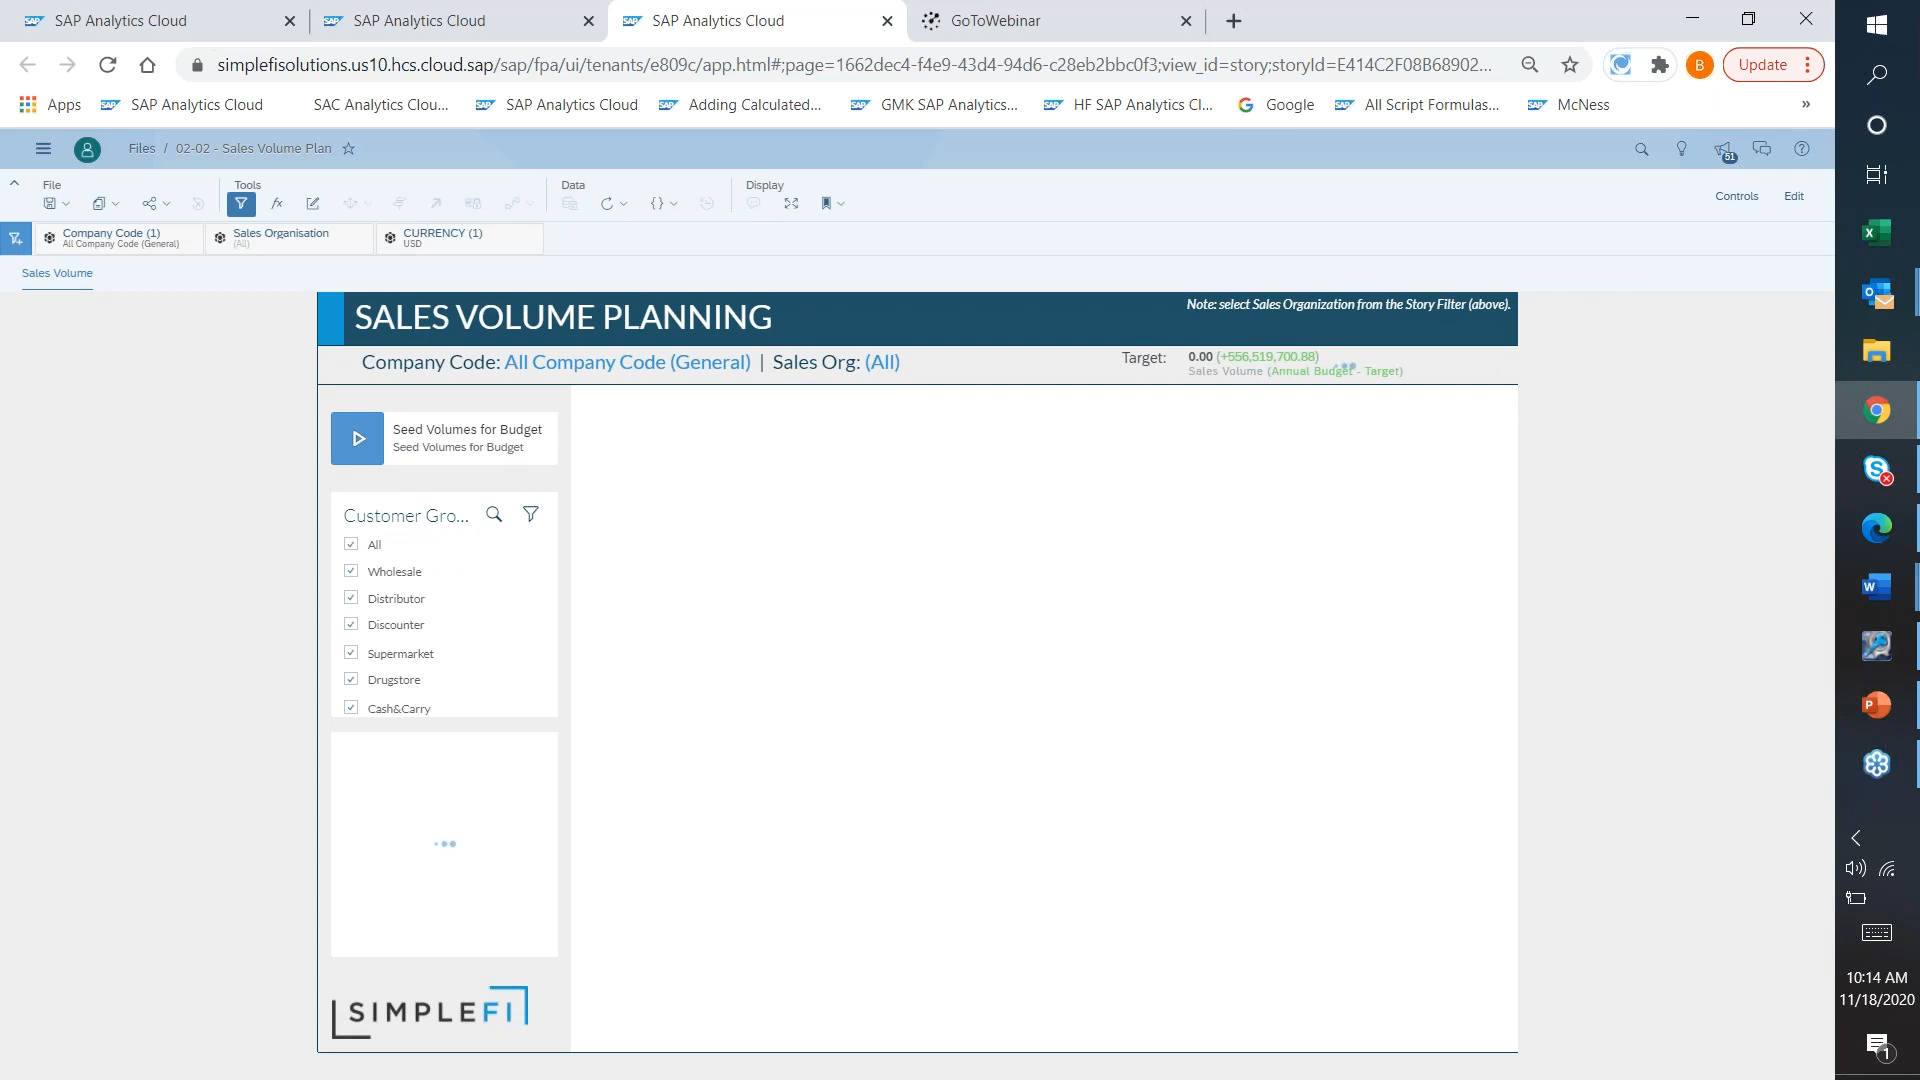 SAP Analytics Cloud
SAP Analytics Cloud
SAP Analytics Cloud
GoToWebinar
simplefisolutions.us10.hcs.cloud.sap/sap/fpa/ui/tenants/e809c/app.html#;page=1662dec4-f4e9-43d4-94d6-c28eb2bbc0f3;view_id=story;storyId=E414C2F08B68902...
B
Update
Apps
SAP Analytics Cloud
SAC Analytics Clou...
SAP Analytics Cloud
Adding Calculated...
GMK SAP Analytics...
HF SAP Analytics Cl...
Google
All Script Formulas...
McNess
»
Files / 02-02 - Sales Volume Plan
51
File
Tools
Data
Display
Controls
Edit
Company Code (1)
All Company Code (General)
Sales Organisation
(All)
CURRENCY (1)
USD
Sales Volume
SALES VOLUME PLANNING
Note: select Sales Organization from the Story Filter (above).
Company Code: All Company Code (General) | Sales Org: (All)
Target:
0.00 (+556,519,700.88)
Sales Volume (Annual Budget - Target)
Seed Volumes for Budget
Seed Volumes for Budget
Customer Gro...
All
Wholesale
Distributor
Discounter
Supermarket
Drugstore
Cash&Carry
SIMPLEFI
10:14 AM
11/18/2020
1